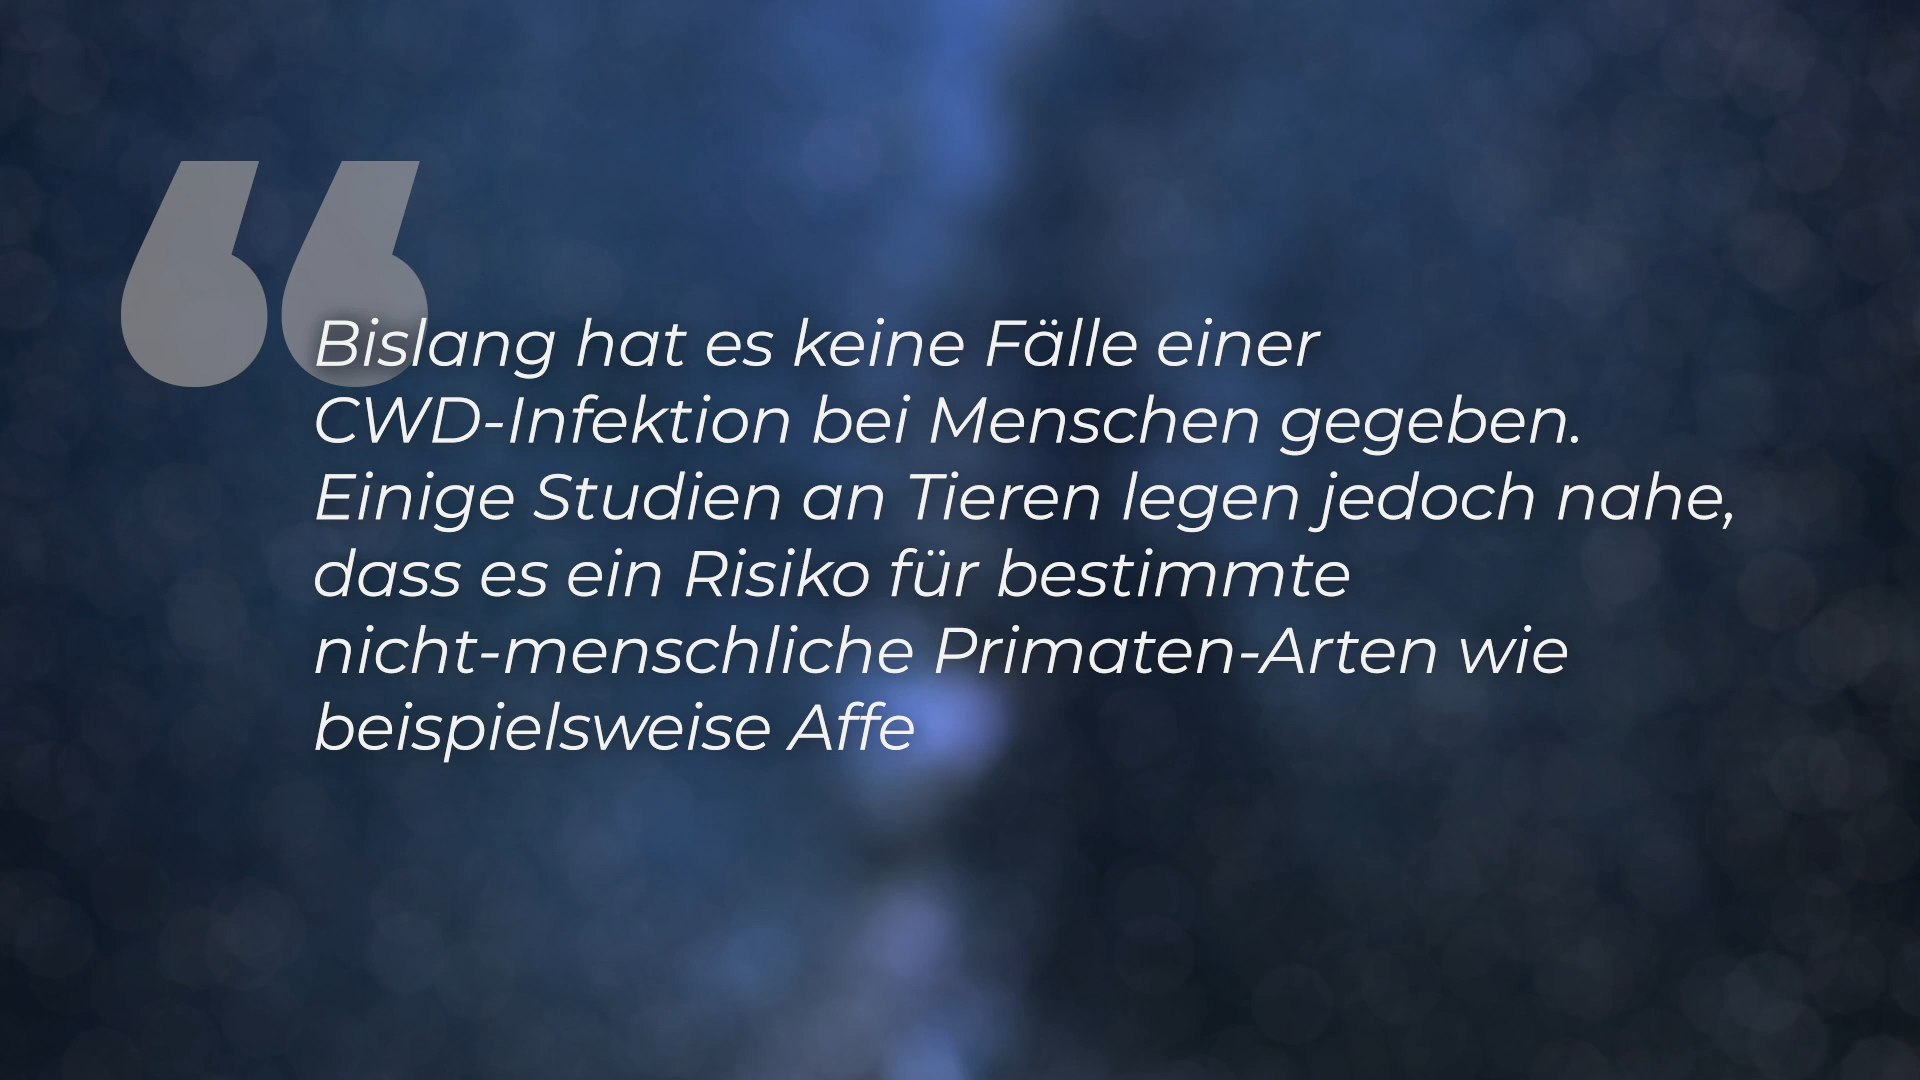 Bislang hat es keine Fälle einer
CWD-Infektion bei Menschen gegeben.
Einige Studien an Tieren legen jedoch nahe,
dass es ein Risiko für bestimmte
nicht-menschliche Primaten-Arten wie
beispielsweise Affe